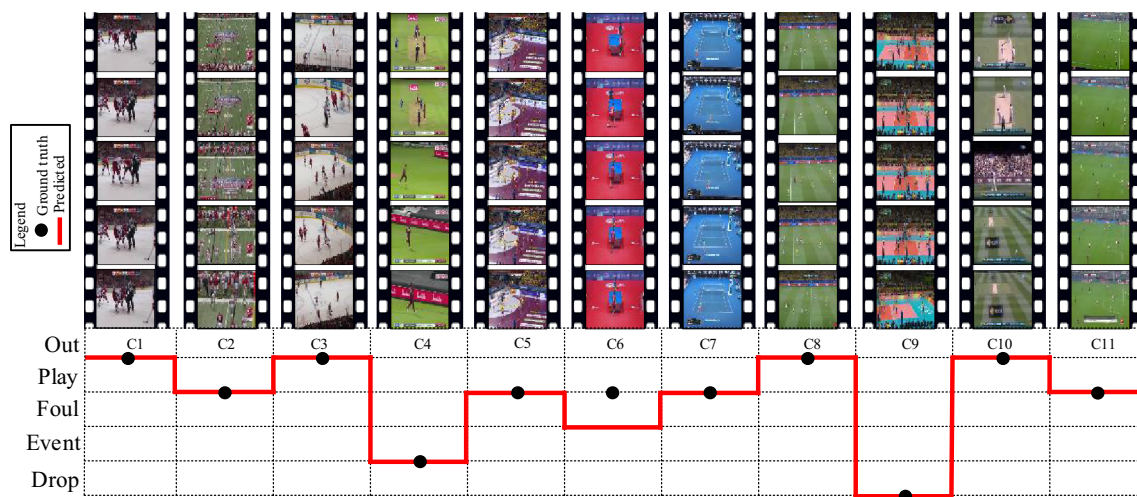 Legend
Ground truth
Predicted
Out C1 C2 C3 C4 C5 C6 C7 C8 C9 C10 C11
Play
Foul
Event
Drop